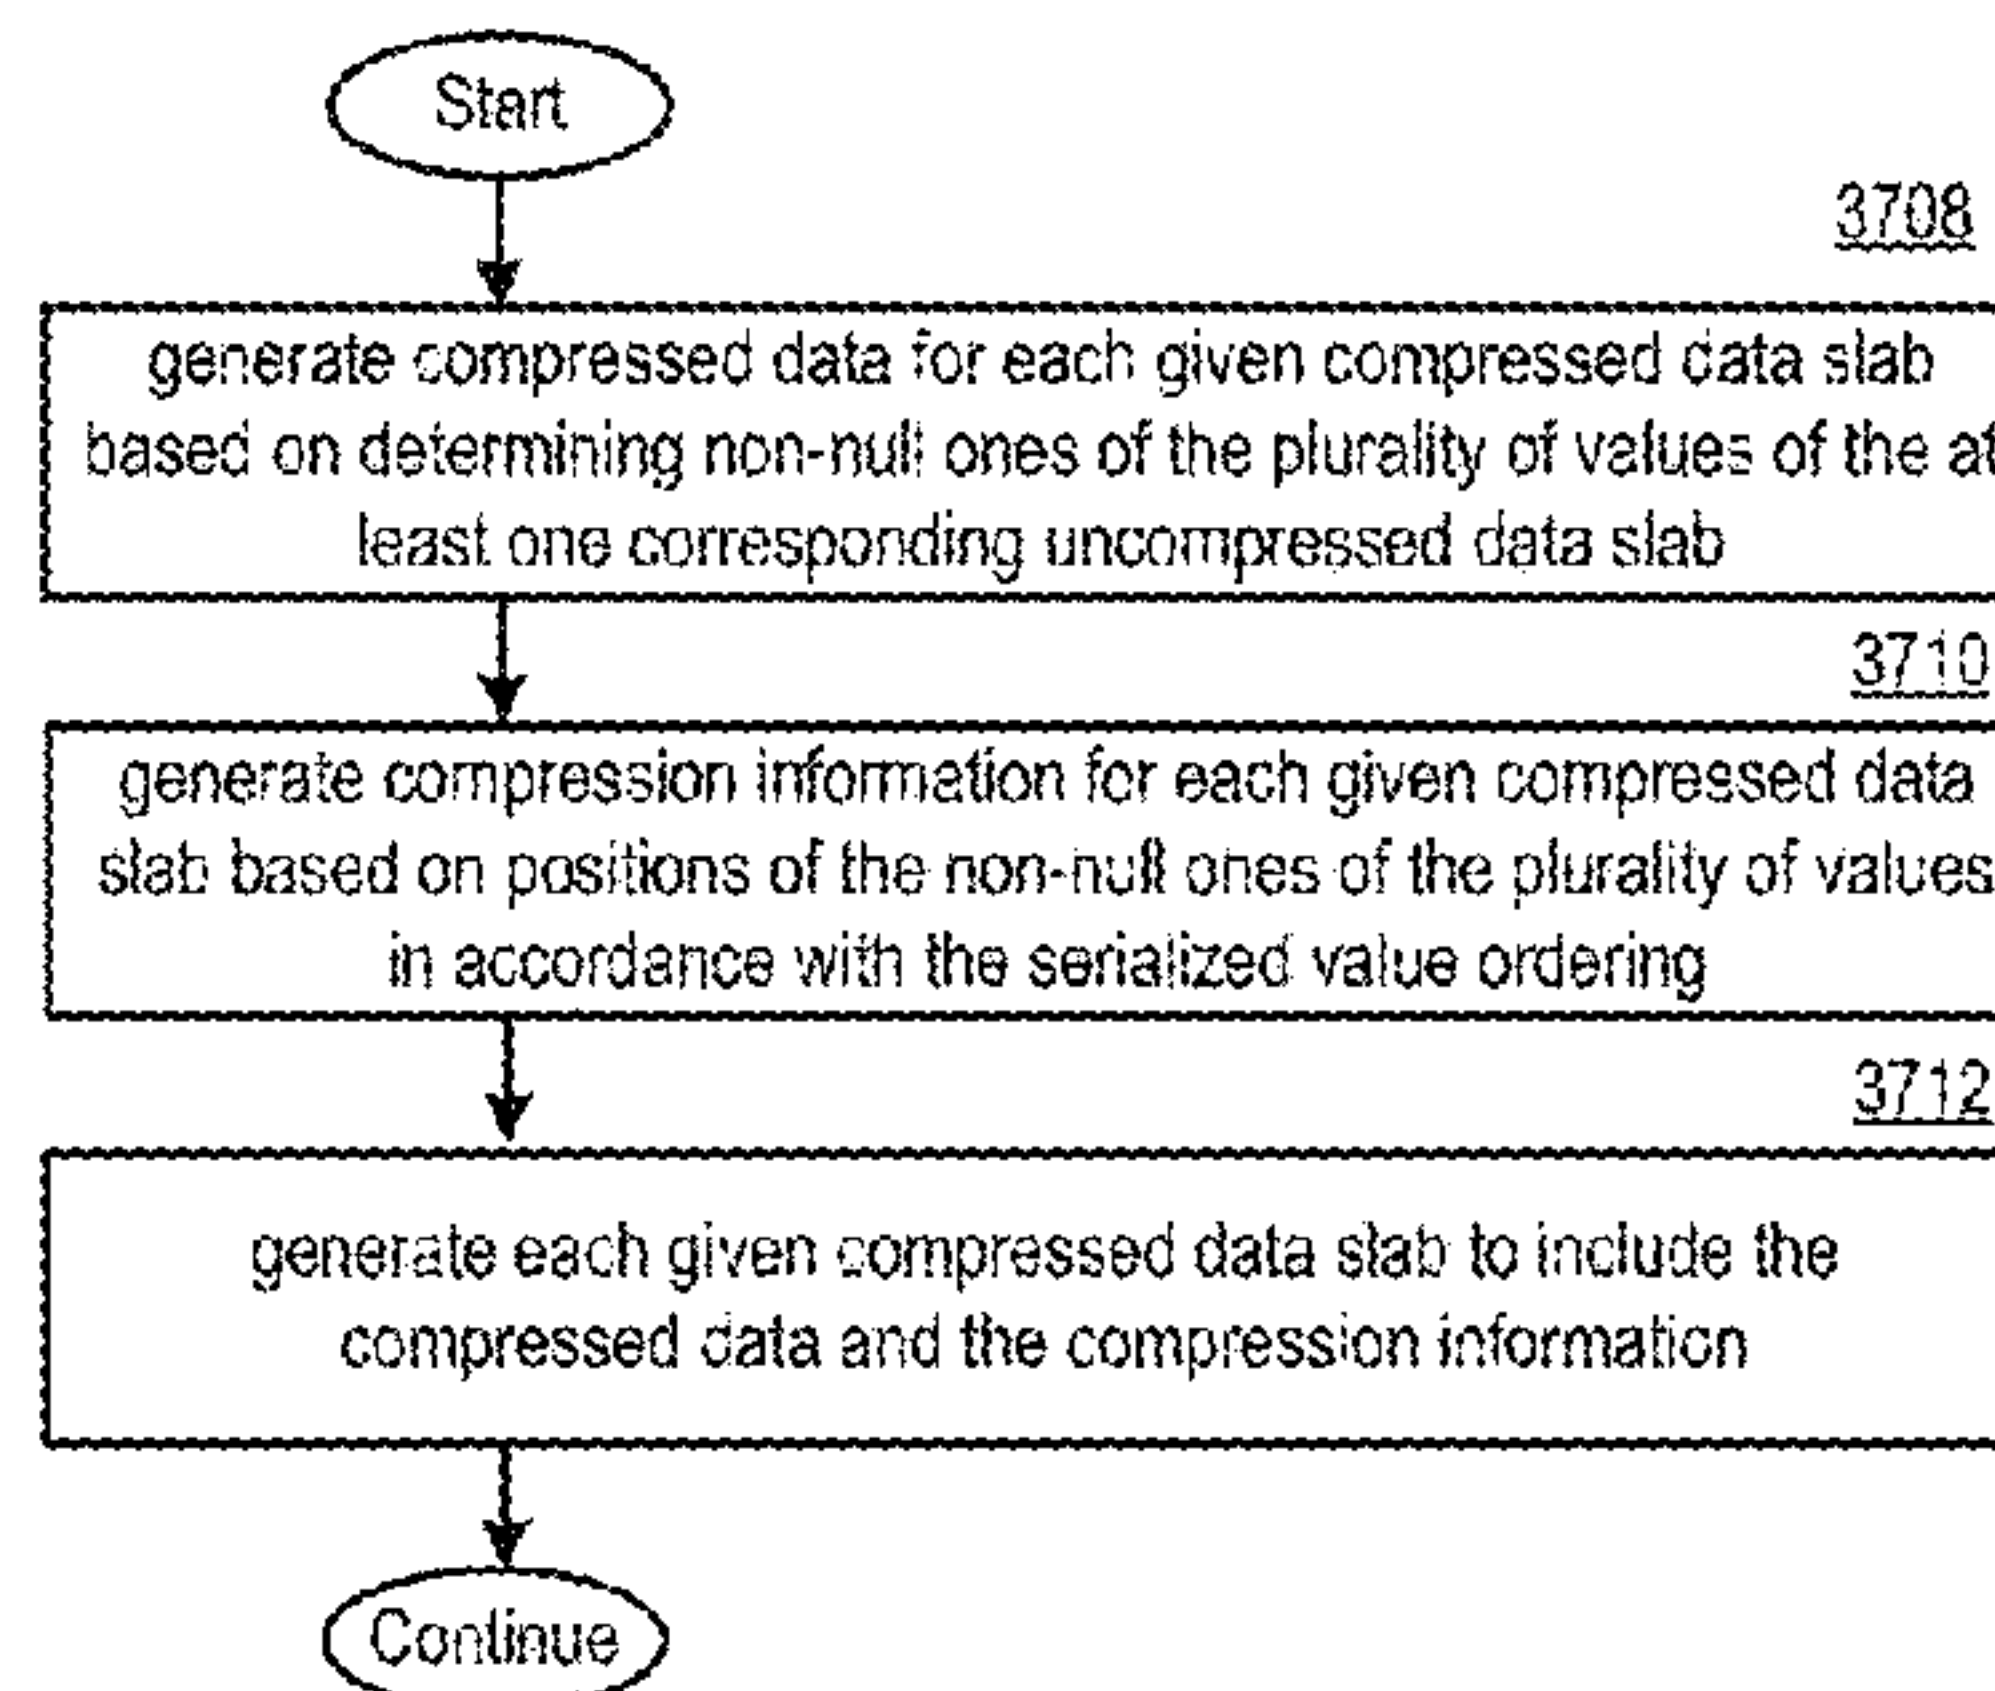 Start
3708
generate compressed data for each given compressed data slab
based on determining non-null ones of the plurality of values of the at
least one corresponding uncompressed data slab
3710
generate compression information for each given compressed data
slab based on positions of the non-null ones of the plurality of values
in accordance with the serialized value ordering
3712
generate each given compressed data slab to include the
compressed data and the compression information
Continue